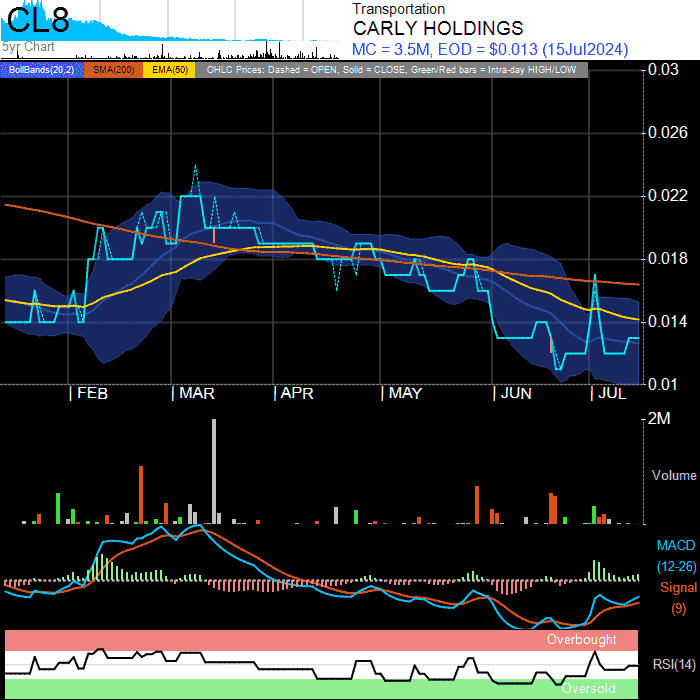 CL8
5yr Chart
Transportation
CARLY HOLDINGS
MC = 3.5M, EOD = $0.013 (15Jul2024)
BollBands(20,2) SMA(200) EMA(50) OHLC Prices: Dashed = OPEN, Solid = CLOSE, Green/Red bars = Intra-day HIGH/LOW
0.03
0.026
0.022
0.018
0.014
0.01
FEB MAR APR MAY JUN JUL
2M
Volume
MACD
(12-26)
Signal
(9)
Overbought
RSI(14)
Oversold